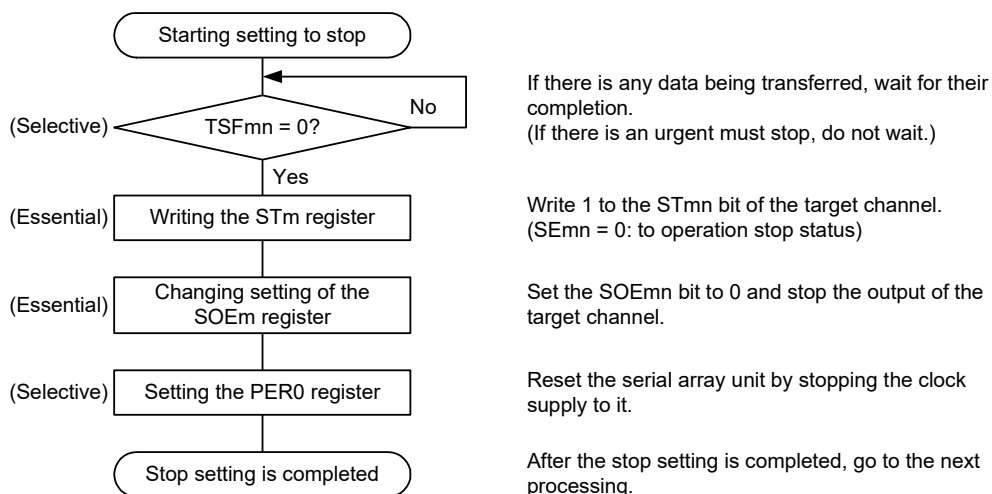 Starting setting to stop
If there is any data being transferred, wait for their
completion.
(If there is an urgent must stop, do not wait.)
(Selective)
TSFmn = 0?
No
Yes
(Essential)
Writing the STm register
Write 1 to the STmn bit of the target channel.
(SEmn = 0: to operation stop status)
(Essential)
Changing setting of the
SOEm register
Set the SOEmn bit to 0 and stop the output of the
target channel.
(Selective)
Setting the PER0 register
Reset the serial array unit by stopping the clock
supply to it.
Stop setting is completed
After the stop setting is completed, go to the next
processing.